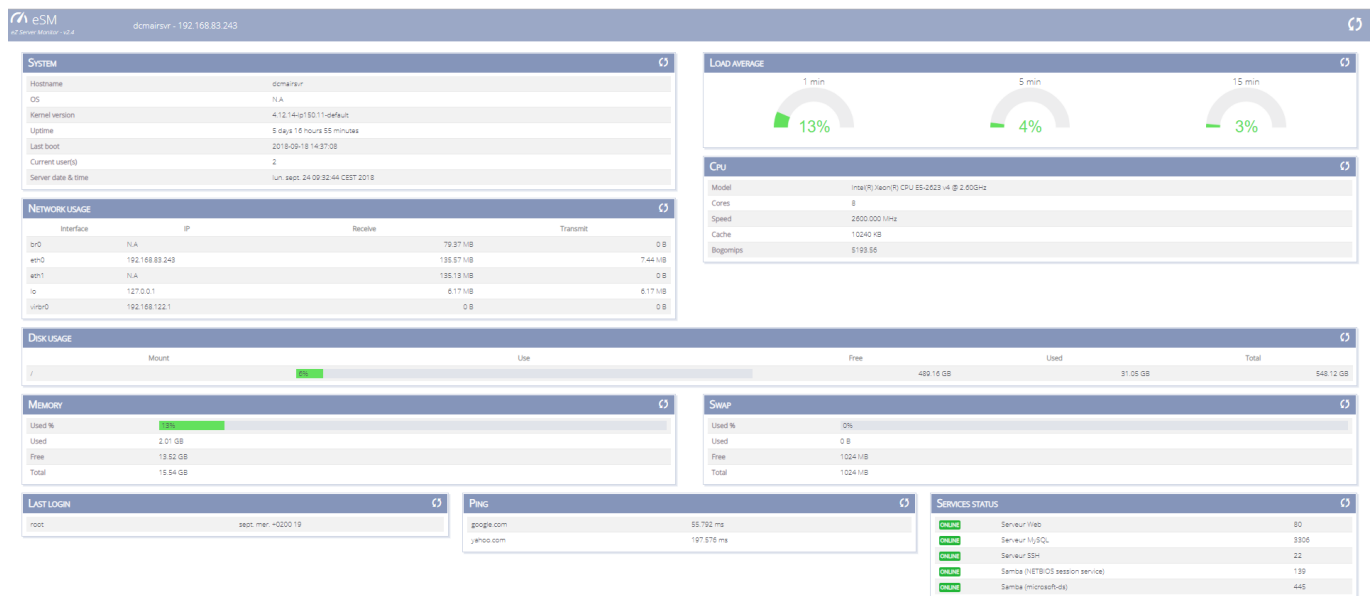 eSM
eZ Server Monitor - v2.4
dcmairsvr - 192.168.83.243
SYSTEM
Hostname dcmairsvr
OS N.A
Kernel version 4.12.14-lp150.11-default
Uptime 5 days 16 hours 55 minutes
Last boot 2018-09-18 14:37:08
Current user(s) 2
Server date & time lun. sept. 24 09:32:44 CEST 2018
LOAD AVERAGE
1 min 5 min 15 min
13% 4% 3%
CPU
Model Intel(R) Xeon(R) CPU E5-2623 v4 @ 2.60GHz
Cores 8
Speed 2600.000 MHz
Cache 10240 KB
Bogomips 5193.56
NETWORK USAGE
Interface IP Receive Transmit
br0 N.A 79.37 MB 0 B
eth0 192.168.83.243 135.57 MB 7.44 MB
eth1 N.A 135.13 MB 0 B
lo 127.0.0.1 6.17 MB 6.17 MB
virbr0 192.168.122.1 0 B 0 B
DISK USAGE
Mount Use Free Used Total
/ 6% 489.16 GB 31.05 GB 548.12 GB
MEMORY
Used % 13%
Used 2.01 GB
Free 13.52 GB
Total 15.54 GB
SWAP
Used % 0%
Used 0 B
Free 1024 MB
Total 1024 MB
LAST LOGIN
root sept. mer. +0200 19
PING
google.com 55.792 ms
yahoo.com 197.576 ms
SERVICES STATUS
ONLINE Serveur Web 80
ONLINE Serveur MySQL 3306
ONLINE Serveur SSH 22
ONLINE Samba (NETBIOS session service) 139
ONLINE Samba (microsoft-ds) 445